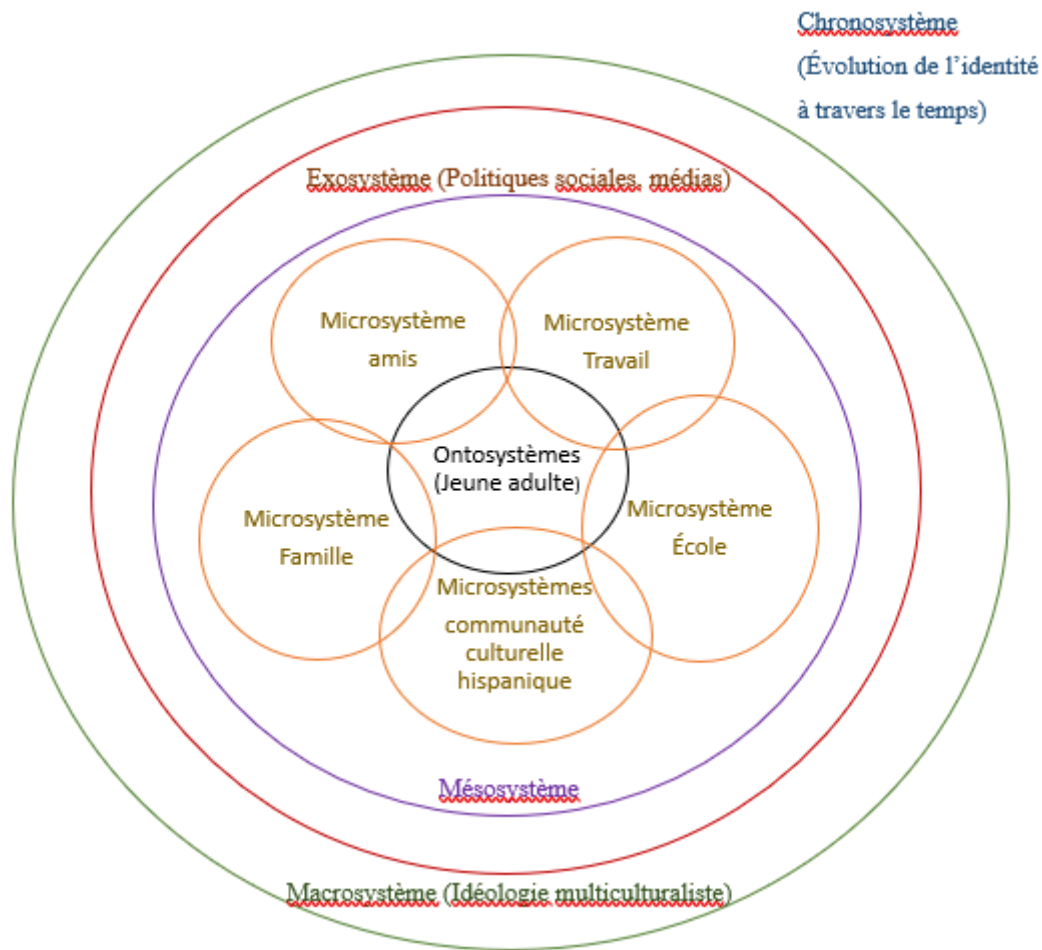 Chronosystème
(Évolution de l'identité
à travers le temps)
Exosystème (Politiques sociales, médias)
Microsystème
amis
Microsystème
Travail
Ontosystèmes
(Jeune adulte)
Microsystème
Famille
Microsystème
École
Microsystèmes
communauté
culturelle
hispanique
Mésosystème
Macrosystème (Idéologie multiculturaliste)